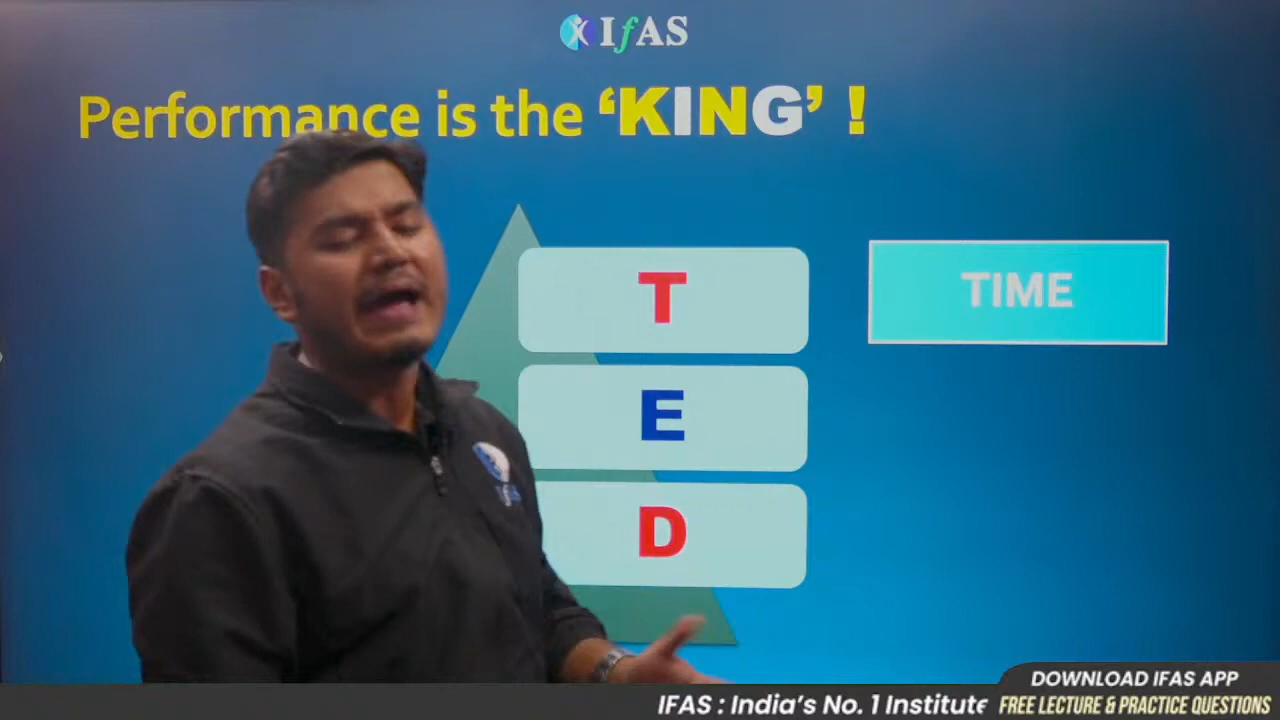 IfAS
Performance is the ‘KING’ !
T
TIME
E
D
DOWNLOAD IFAS APP
IFAS : India’s No. 1 Institute
FREE LECTURE & PRACTICE QUESTIONS